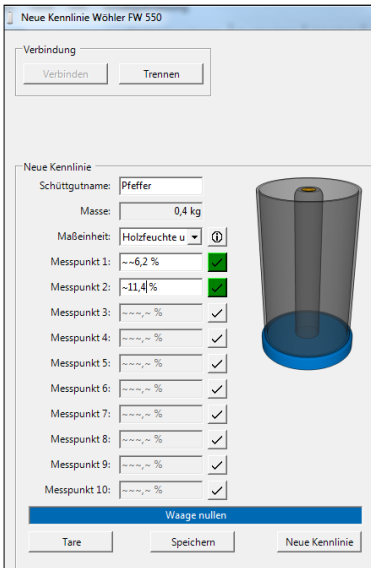 Neue Kennlinie Wöhler FW 550
Verbindung
Verbinden Trennen
Neue Kennlinie
Schüttgutname: Pfeffer
Masse: 0,4 kg
Maßeinheit: Holzfeuchte u
Messpunkt 1: ~~6,2 %
Messpunkt 2: ~11,4 %
Messpunkt 3: ~~~,~ %
Messpunkt 4: ~~~,~ %
Messpunkt 5: ~~~,~ %
Messpunkt 6: ~~~,~ %
Messpunkt 7: ~~~,~ %
Messpunkt 8: ~~~,~ %
Messpunkt 9: ~~~,~ %
Messpunkt 10: ~~~,~ %
Waage nullen
Tare Speichern Neue Kennlinie